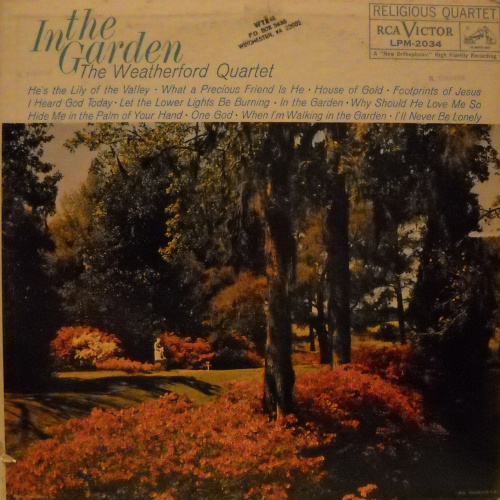 In the Garden
The Weatherford Quartet
He's the Lily of the Valley • What a Precious Friend Is He • House of Gold • Footprints of Jesus
I Heard God Today • Let the Lower Lights Be Burning • In the Garden • Why Should He Love Me So
Hide Me in the Palm of Your Hand • One God • When I'm Walking in the Garden • I'll Never Be Lonely
P.O. BOX
RELIGIOUS QUARTET
RCA VICTOR
LPM-2034
A "New Orthophonic" High Fidelity Recording